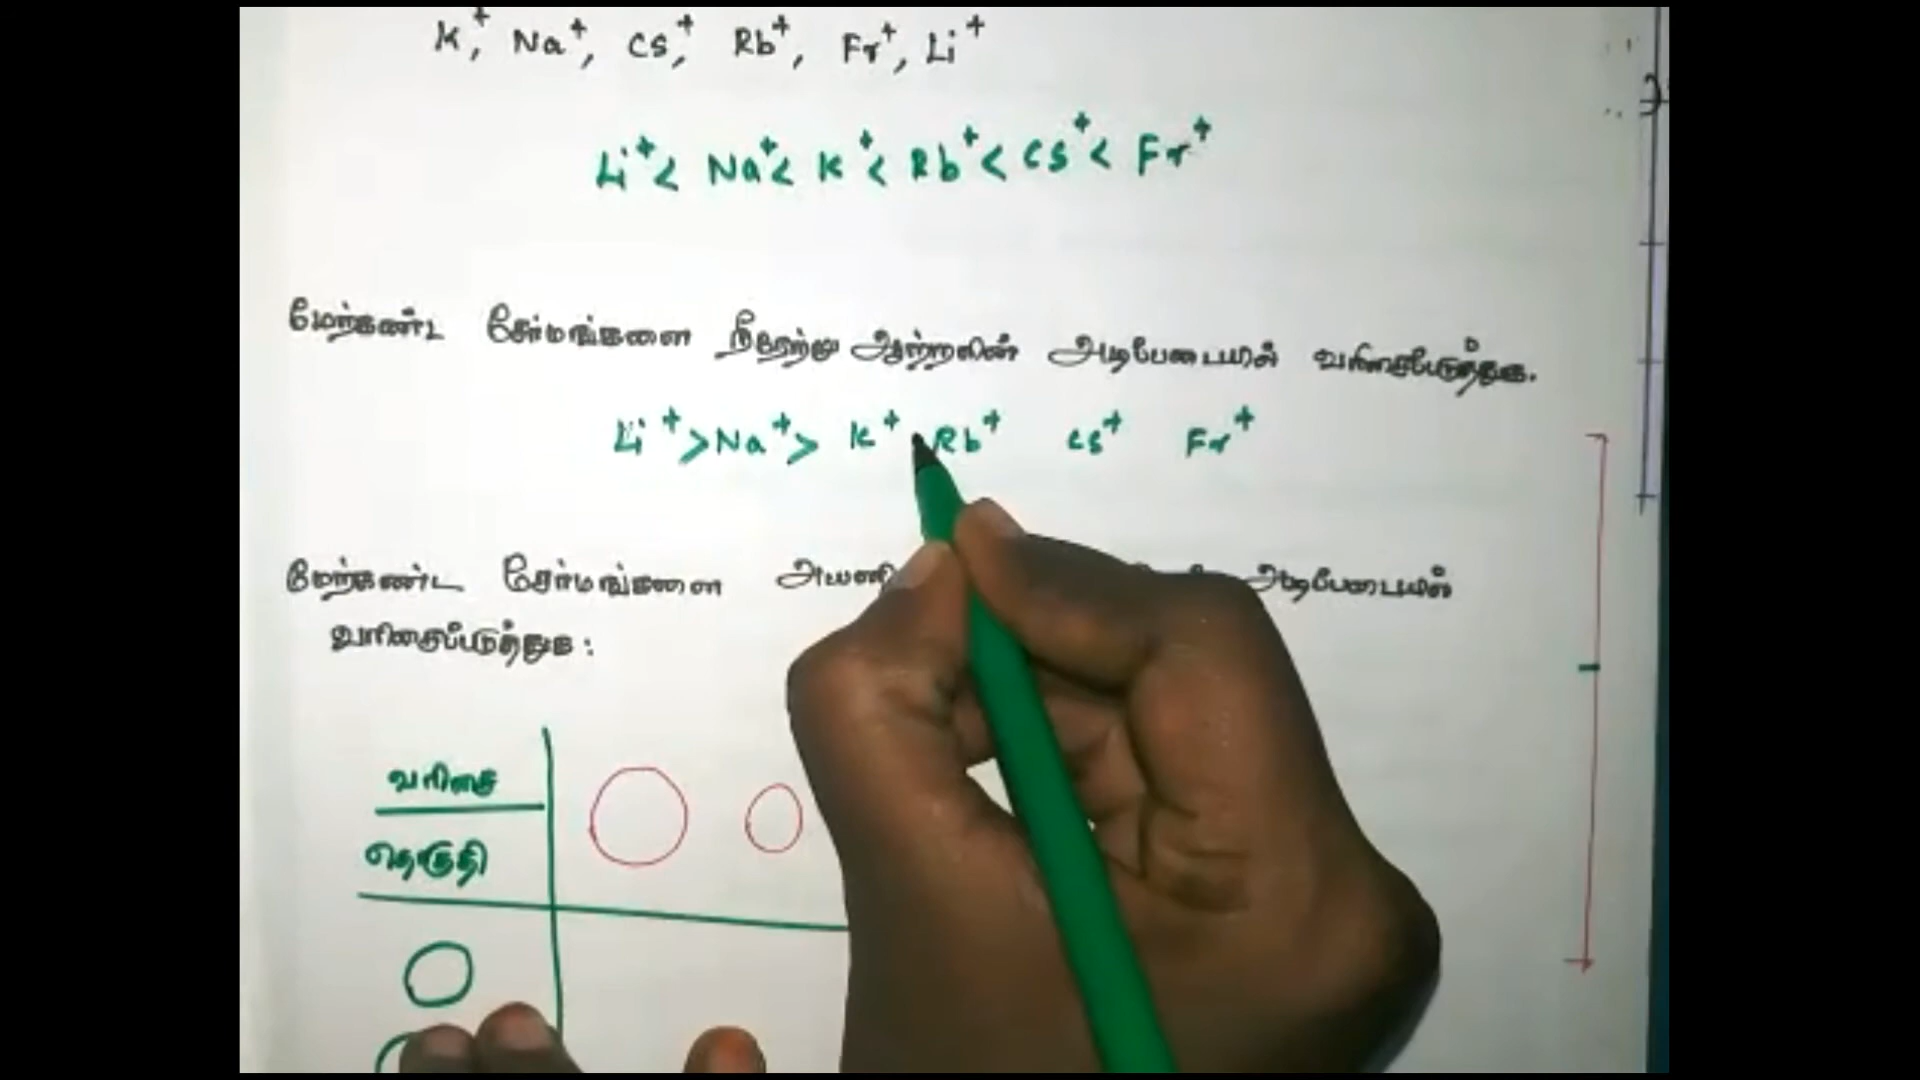 K⁺, Na⁺, Cs⁺, Rb⁺, Fr⁺, Li⁺
Li⁺ < Na⁺ < K⁺ < Rb⁺ < Cs⁺ < Fr⁺
மேற்கண்ட சேர்மங்களை நீரேற்று ஆற்றலின் அடிப்படையில் வரிசைப்படுத்துக.
Li⁺ > Na⁺ > K⁺ Rb⁺ Cs⁺ Fr⁺
மேற்கண்ட சேர்மங்களை அடிப்படையில்
வரிசைப்படுத்துக:
வரிசை
தொகுதி